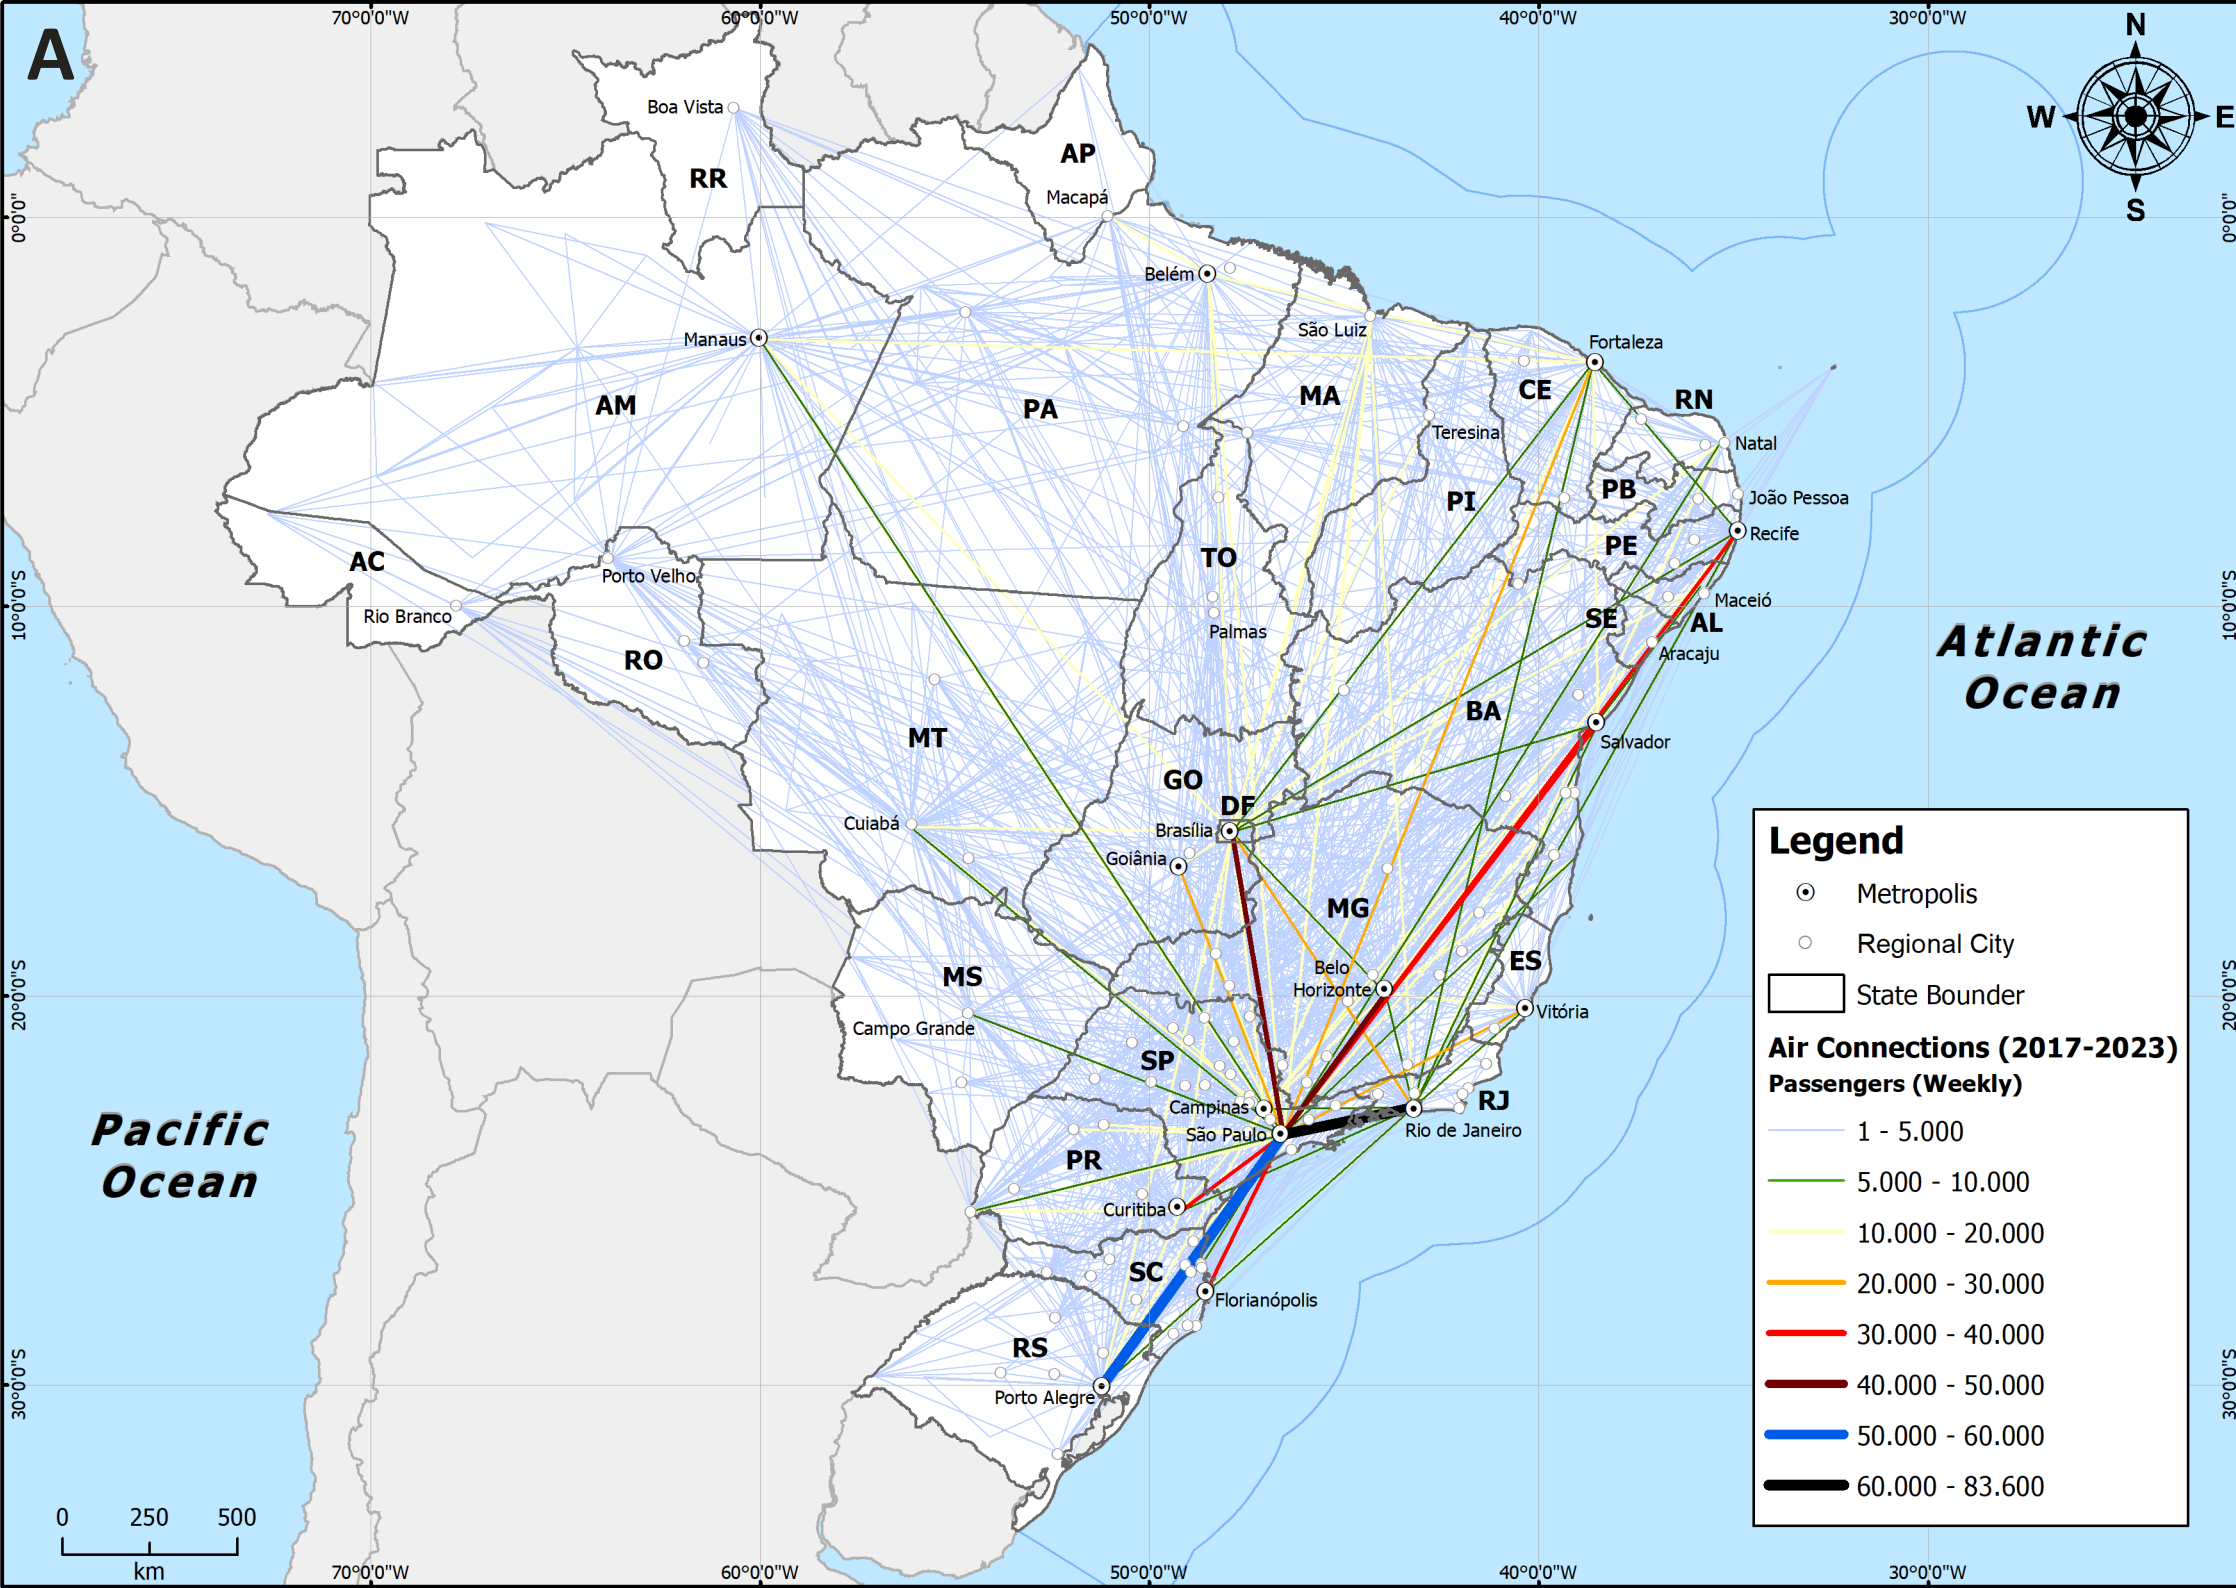 A
70°0'0"W
60°0'0"W
50°0'0"W
40°0'0"W
30°0'0"W
N
W
E
S
0°0'0"
0°0'0"
10°0'0"S
10°0'0"S
20°0'0"S
20°0'0"S
30°0'0"S
30°0'0"S
Boa Vista
RR
AP
Macapá
Belém
Manaus
São Luiz
Fortaleza
AM
PA
MA
CE
RN
Teresina
Natal
PI
PB
João Pessoa
Recife
PE
AC
TO
Porto Velho
Rio Branco
Maceió
SE
AL
Palmas
Aracaju
RO
Atlantic
Ocean
BA
MT
Salvador
GO
DF
Cuiabá
Brasília
Goiânia
MG
Belo
Horizonte
ES
MS
Vitória
Campo Grande
SP
Campinas
RJ
São Paulo
Rio de Janeiro
Pacific
Ocean
PR
Curitiba
SC
Florianópolis
RS
Porto Alegre
Legend
Metropolis
Regional City
State Bounder
Air Connections (2017-2023)
Passengers (Weekly)
1 - 5.000
5.000 - 10.000
10.000 - 20.000
20.000 - 30.000
30.000 - 40.000
40.000 - 50.000
50.000 - 60.000
60.000 - 83.600
0 250 500
km
70°0'0"W
60°0'0"W
50°0'0"W
40°0'0"W
30°0'0"W